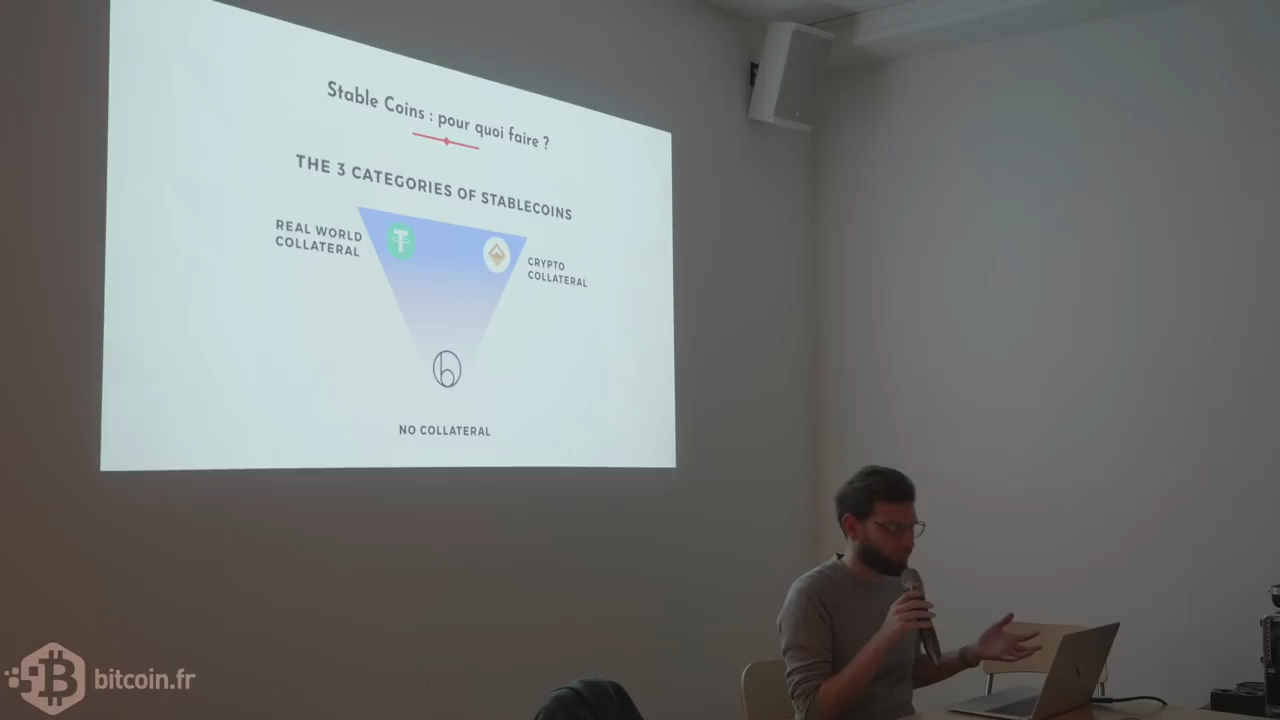 Stable Coins : pour quoi faire ?
THE 3 CATEGORIES OF STABLECOINS
REAL WORLD
COLLATERAL
CRYPTO
COLLATERAL
NO COLLATERAL
bitcoin.fr